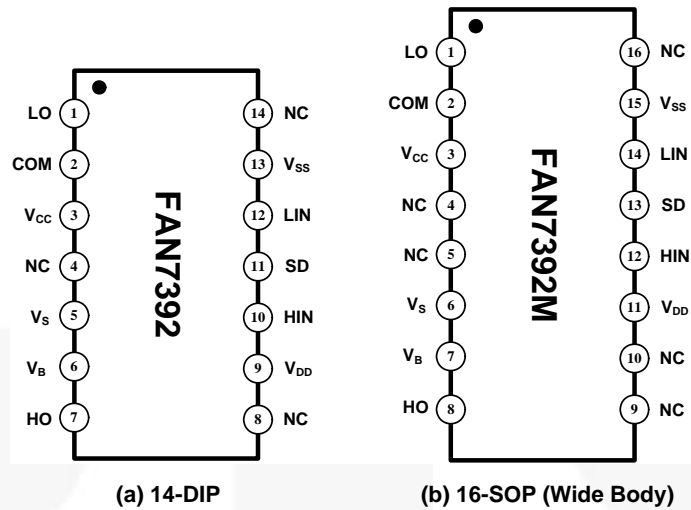 LO 1
COM 2
VCC 3
NC 4
VS 5
VB 6
HO 7
14 NC
13 VSS
12 LIN
11 SD
10 HIN
9 VDD
8 NC
FAN7392
(a) 14-DIP
LO 1
COM 2
VCC 3
NC 4
NC 5
VS 6
VB 7
HO 8
16 NC
15 VSS
14 LIN
13 SD
12 HIN
11 VDD
10 NC
9 NC
FAN7392M
(b) 16-SOP (Wide Body)